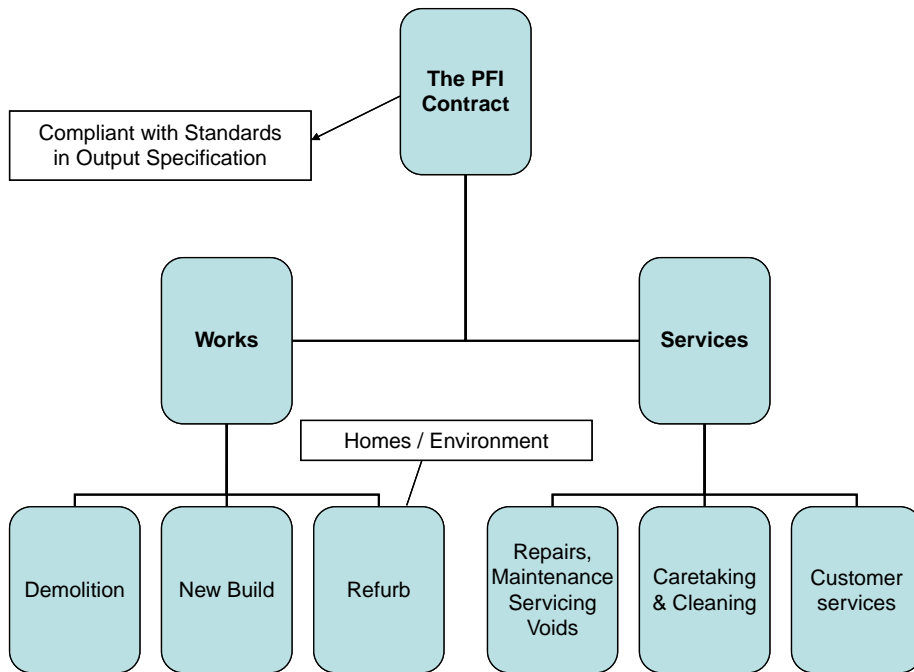 The PFI
Contract
Compliant with Standards
in Output Specification
Works
Services
Homes / Environment
Demolition
New Build
Refurb
Repairs,
Maintenance
Servicing
Voids
Caretaking
& Cleaning
Customer
services